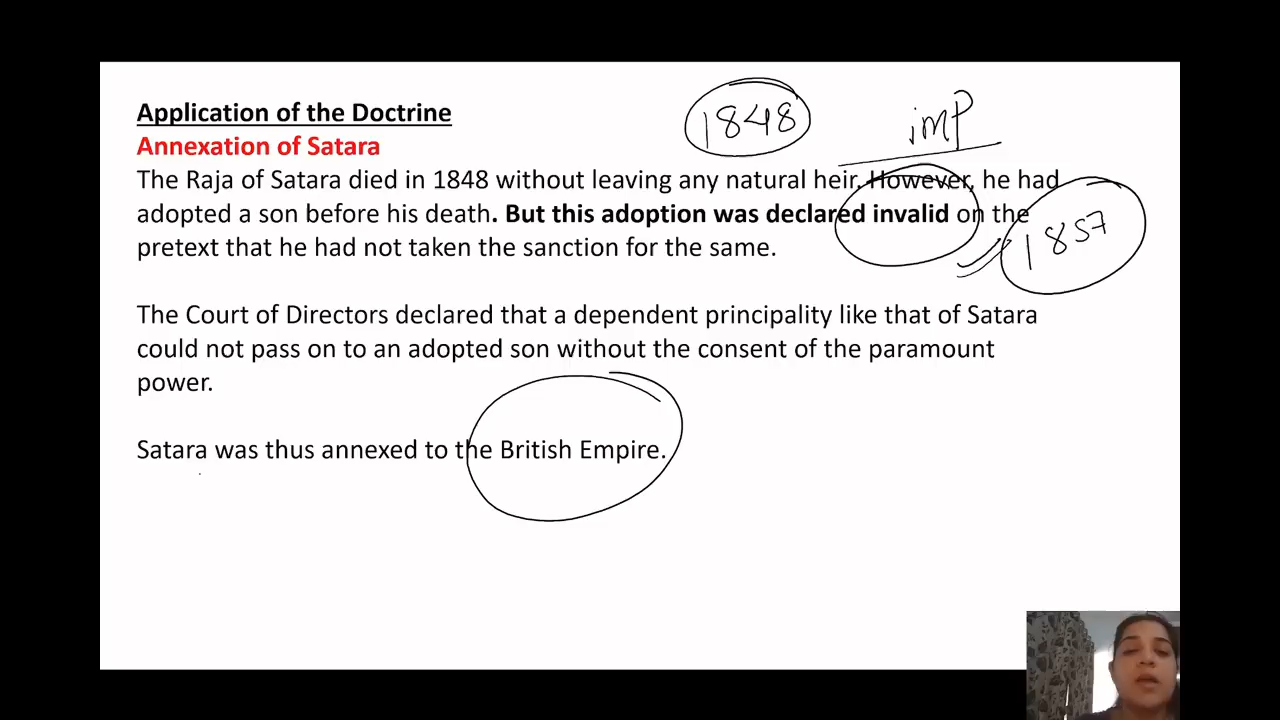 Application of the Doctrine
1848
imp
Annexation of Satara
The Raja of Satara died in 1848 without leaving any natural heir. However, he had
adopted a son before his death. But this adoption was declared invalid on the
1857
pretext that he had not taken the sanction for the same.
The Court of Directors declared that a dependent principality like that of Satara
could not pass on to an adopted son without the consent of the paramount
power.
Satara was thus annexed to the British Empire.